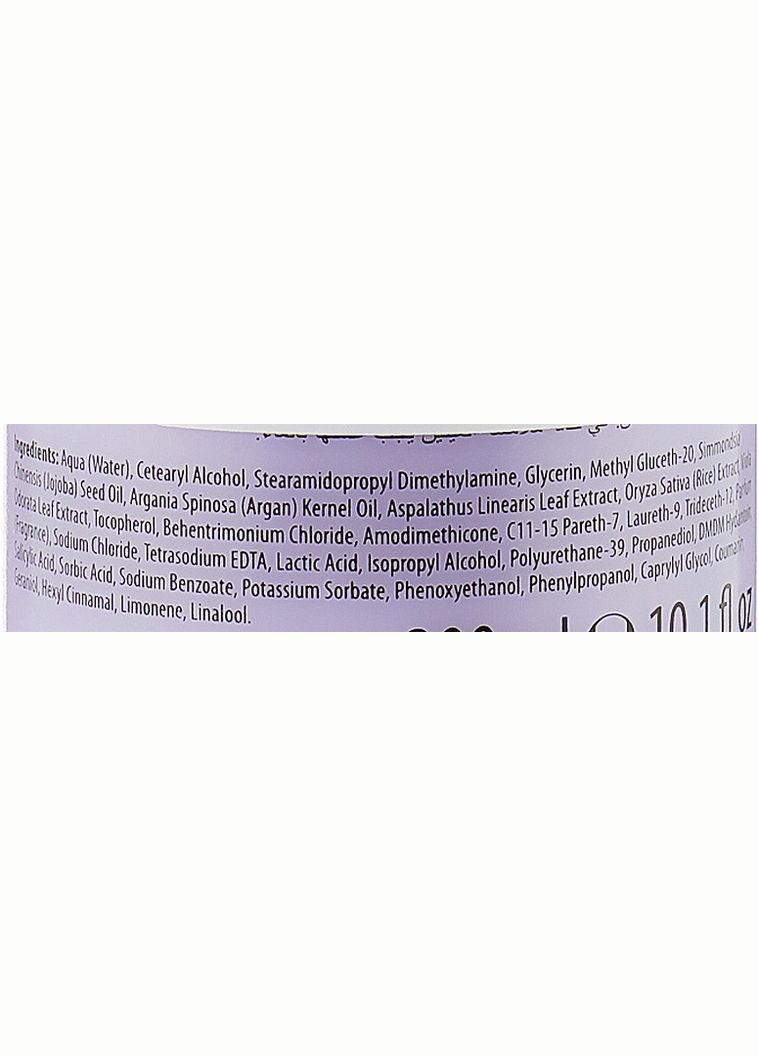 Ingredients: Aqua (Water), Cetearyl Alcohol, Stearamidopropyl Dimethylamine, Glycerin, Methyl Gluceth-20, Simmondsia
Chinensis (Jojoba) Seed Oil, Argania Spinosa (Argan) Kernel Oil, Aspalathus Linearis Leaf Extract, Oryza Sativa (Rice) Extract, Viola
Odorata Leaf Extract, Tocopherol, Behentrimonium Chloride, Amodimethicone, C11-15 Pareth-7, Laureth-9, Trideceth-12, Parfum
(Fragrance), Sodium Chloride, Tetrasodium EDTA, Lactic Acid, Isopropyl Alcohol, Polyurethane-39, Propanediol, DMDM Hydantoin,
Salicylic Acid, Sorbic Acid, Sodium Benzoate, Potassium Sorbate, Phenoxyethanol, Phenylpropanol, Caprylyl Glycol, Coumarin,
Geraniol, Hexyl Cinnamal, Limonene, Linalool.
10.1 fl oz